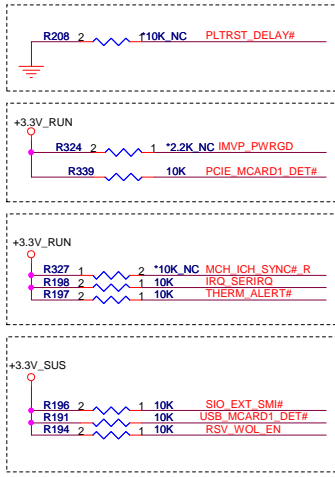 R208 2 1 *10K_NC PLTRST_DELAY#
+3.3V_RUN
R324 2 1 *2.2K_NC IMVP_PWRGD
R339 10K PCIE_MCARD1_DET#
+3.3V_RUN
R327 1 2 *10K_NC MCH_ICH_SYNC#_R
R198 2 1 10K IRQ_SERIRQ
R197 2 1 10K THERM_ALERT#
+3.3V_SUS
R196 2 1 10K SIO_EXT_SMI#
R191 10K USB_MCARD1_DET#
R194 2 1 10K RSV_WOL_EN